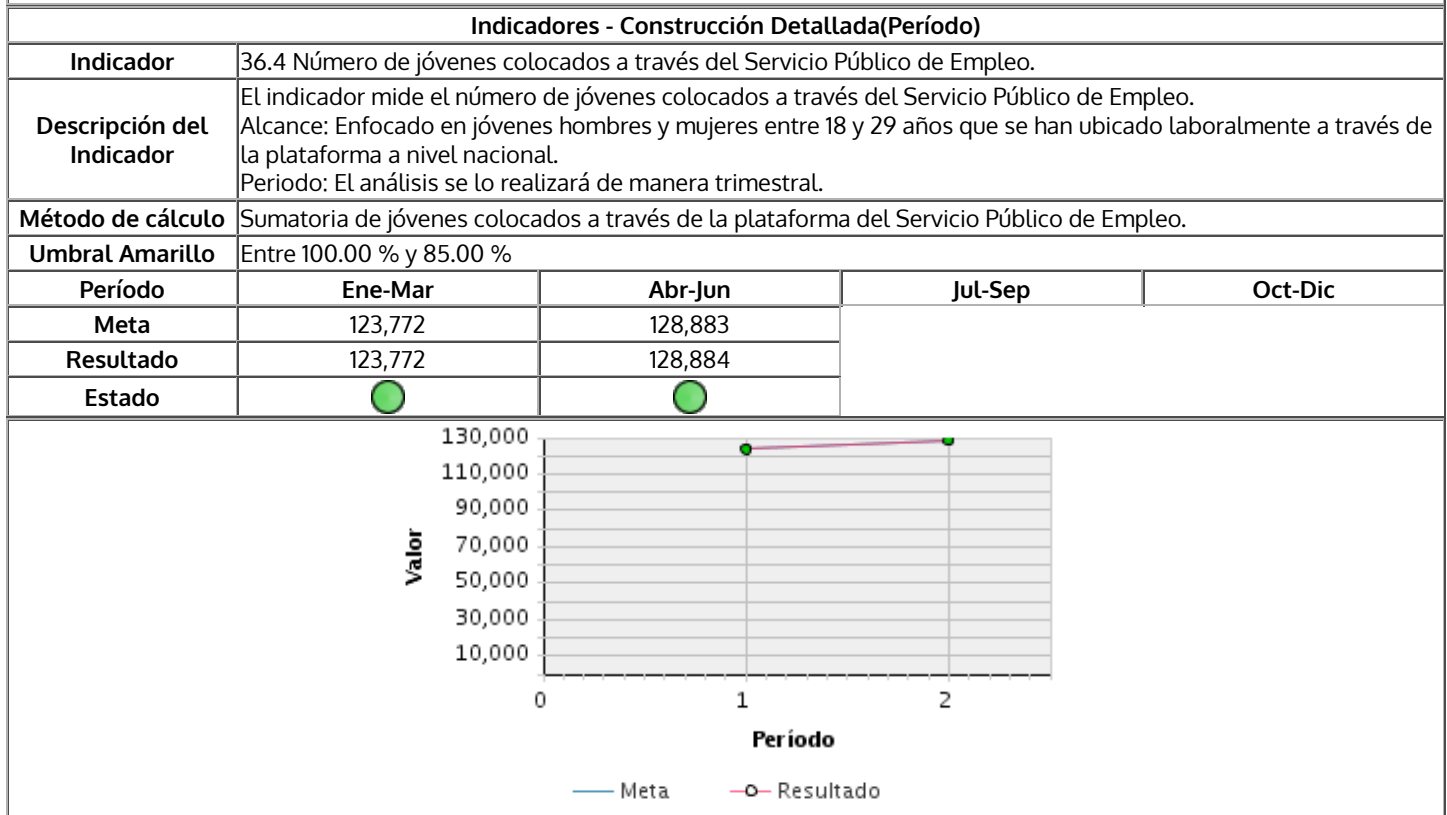 Indicadores - Construcción Detallada(Período)
Indicador 36.4 Número de jóvenes colocados a través del Servicio Público de Empleo.
Descripción del Indicador
El indicador mide el número de jóvenes colocados a través del Servicio Público de Empleo.
Alcance: Enfocado en jóvenes hombres y mujeres entre 18 y 29 años que se han ubicado laboralmente a través de
la plataforma a nivel nacional.
Periodo: El análisis se lo realizará de manera trimestral.
Método de cálculo Sumatoria de jóvenes colocados a través de la plataforma del Servicio Público de Empleo.
Umbral Amarillo Entre 100.00 % y 85.00 %
Período Ene-Mar Abr-Jun Jul-Sep Oct-Dic
Meta 123,772 128,883
Resultado 123,772 128,884
Estado
130,000
110,000
90,000
70,000
50,000
30,000
10,000
Valor
0 1 2
Período
Meta Resultado